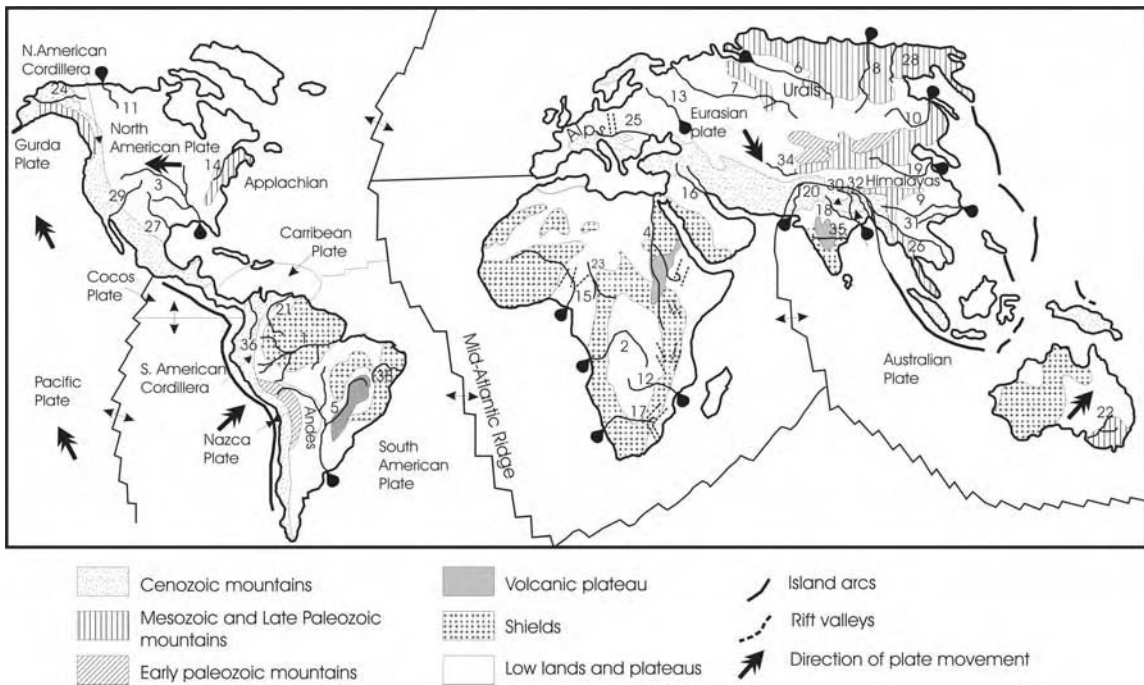 N.American
Cordillera
24
11
North
American Plate
Gurda
Plate
14
Applachian
3
29
27
Carribean
Plate
Cocos
Plate
21
36
1
S. American
Cordillera
Pacific
Plate
5
Andes
Nazca
Plate
South
American
Plate
Mid-Atlantic Ridge
6
8
28
Urals
7
13
Eurasian
plate
10
Alps
25
34
19
16
20
30
32
Himalayas
9
18
31
35
26
4
23
15
2
12
17
Australian
Plate
22
Cenozoic mountains
Mesozoic and Late Paleozoic
mountains
Early paleozoic mountains
Volcanic plateau
Shields
Low lands and plateaus
Island arcs
Rift valleys
Direction of plate movement